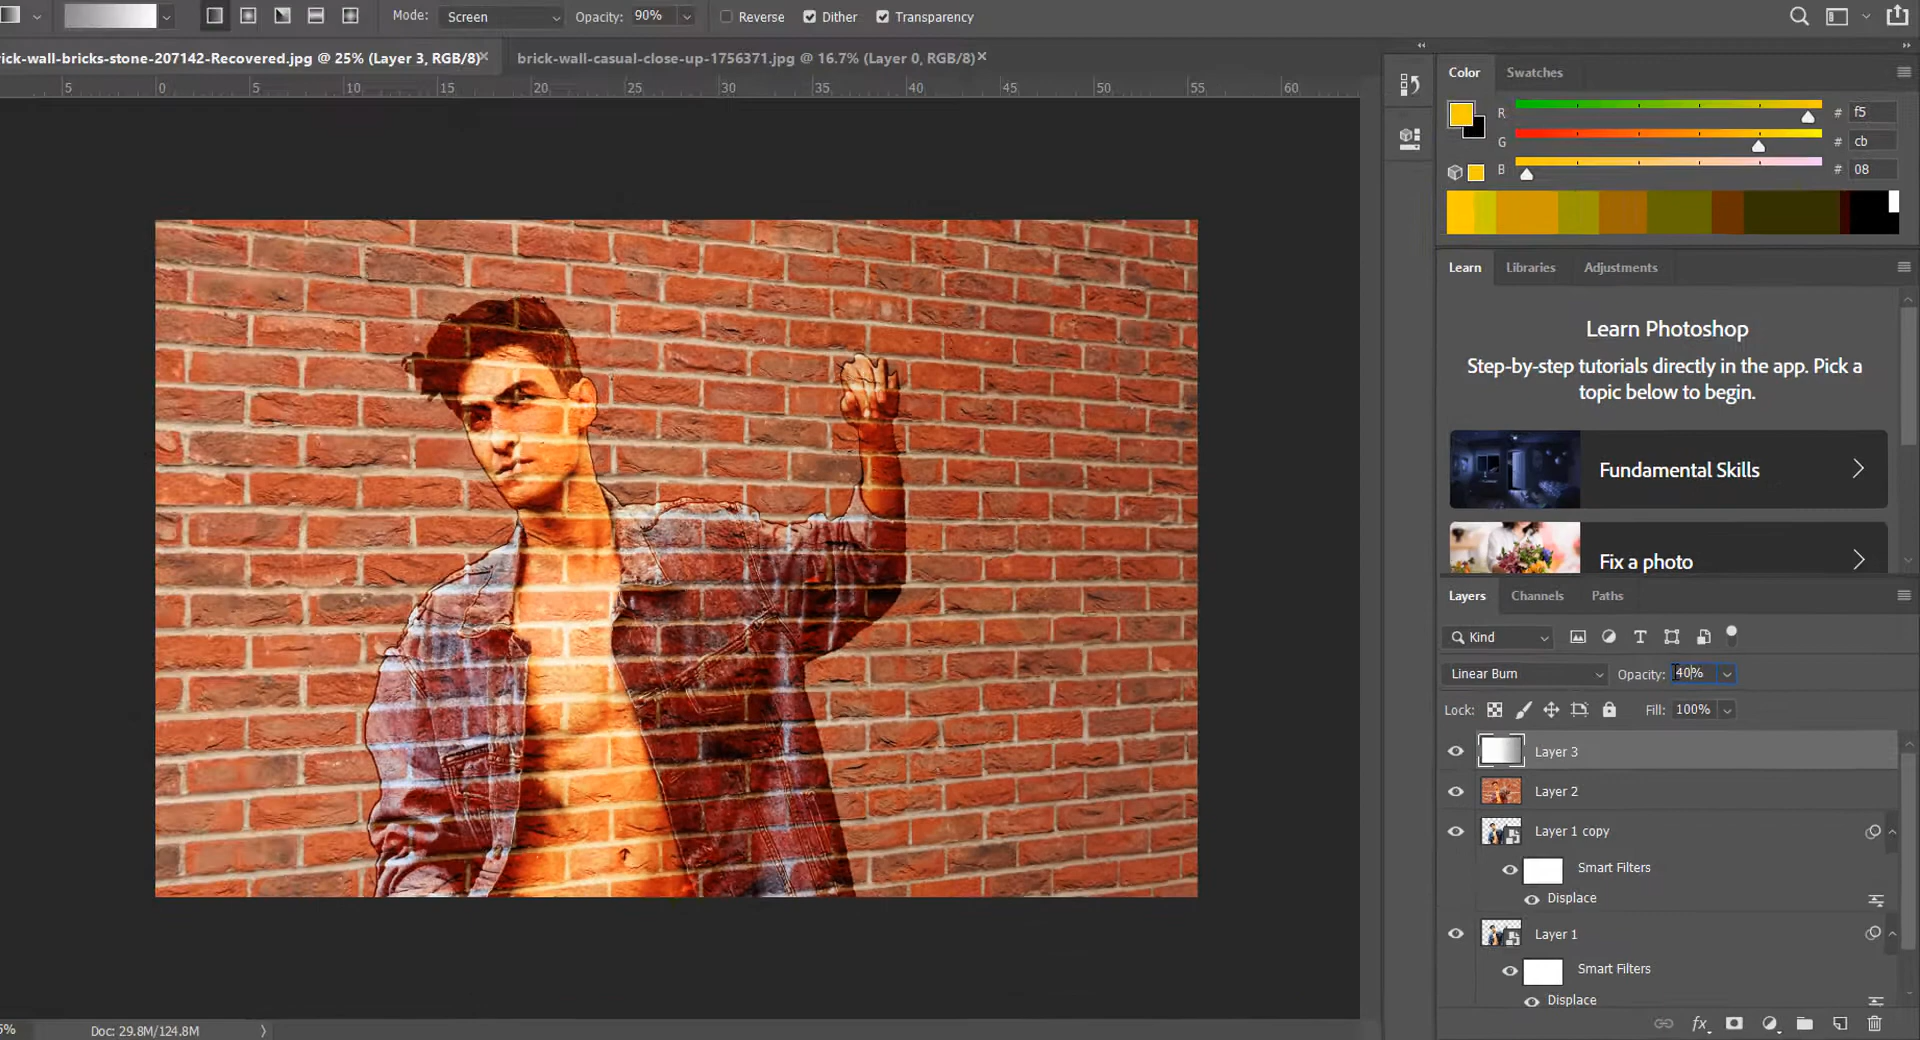 Mode: Screen Opacity: 90% Reverse Dither Transparency
ick-wall-bricks-stone-207142-Recovered.jpg @ 25% (Layer 3, RGB/8) brick-wall-casual-close-up-1756371.jpg @ 16.7% (Layer 0, RGB/8)
5 0 5 10 15 20 25 30 35 40 45 50 55 60
Color Swatches
R # f5
G # cb
B # 08
Learn Libraries Adjustments
Learn Photoshop
Step-by-step tutorials directly in the app. Pick a
topic below to begin.
Fundamental Skills
Fix a photo
Layers Channels Paths
Kind
Linear Burn Opacity: 40%
Lock: Fill: 100%
Layer 3
Layer 2
Layer 1 copy
Smart Filters
Displace
Layer 1
Smart Filters
Displace
5% Doc: 29.8M/124.8M
fx